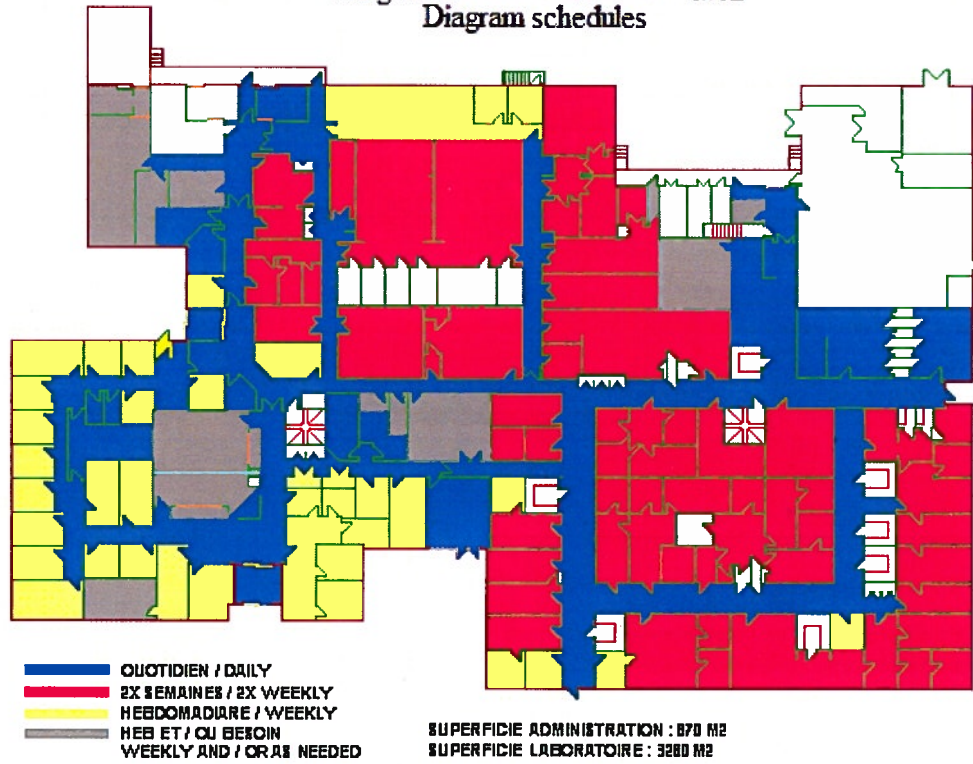 Diagram schedules
QUOTIDIEN / DAILY
2X SEMAINES / 2X WEEKLY
HEBDOMADIARE / WEEKLY
HEB ET / OU BESOIN
WEEKLY AND / OR AS NEEDED
SUPERFICIE ADMINISTRATION : 870 M2
SUPERFICIE LABORATOIRE : 3280 M2